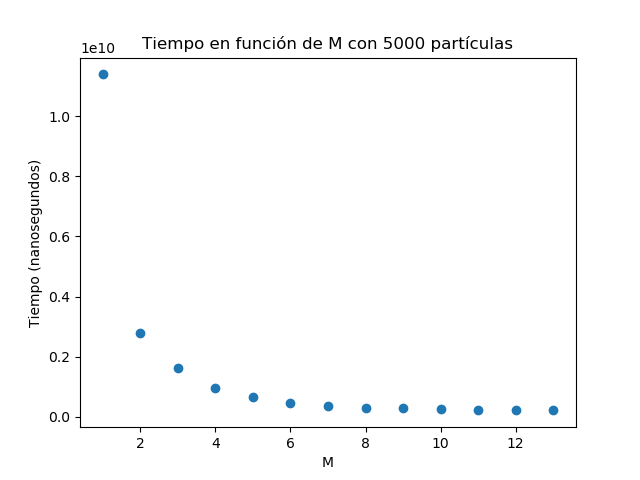 Tiempo en función de M con 5000 partículas
1e10
1.0
0.8
0.6
0.4
0.2
0.0
Tiempo (nanosegundos)
2 4 6 8 10 12
M